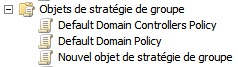 Objets de stratégie de groupe
Default Domain Controllers Policy
Default Domain Policy
Nouvel objet de stratégie de groupe